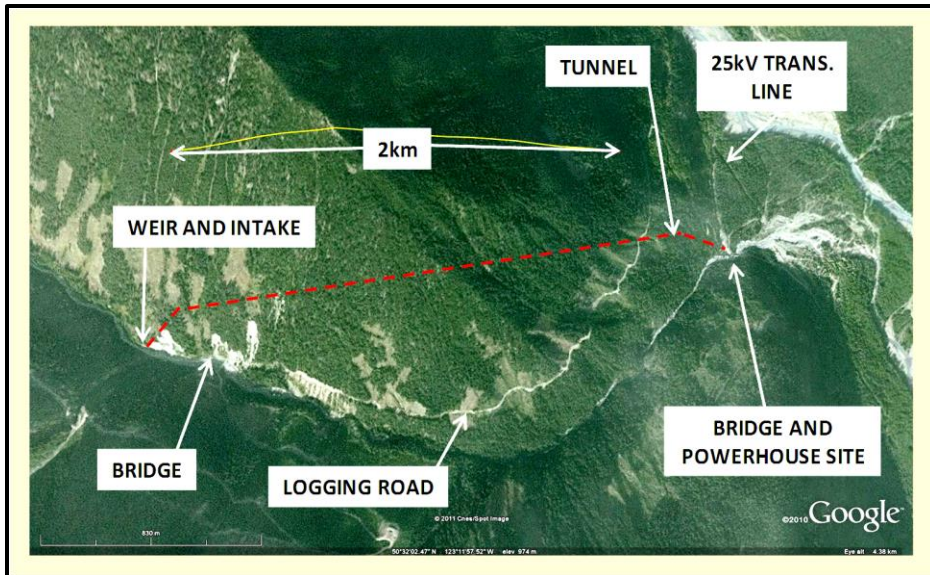 TUNNEL
25kV TRANS.
LINE
2km
WEIR AND INTAKE
BRIDGE
LOGGING ROAD
BRIDGE AND
POWERHOUSE SITE
© 2011 Cnes/Spot Image
©2010 Google
830 m
50°32'02.47" N 123°11'57.52" W elev 974 m
Eye alt 4.38 km